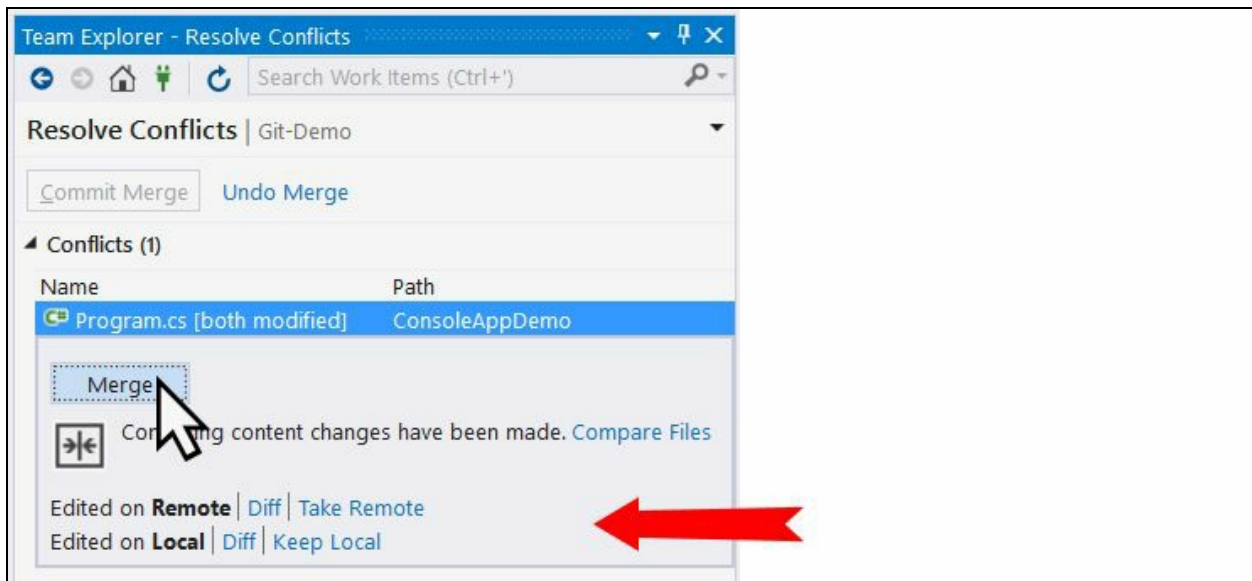 Team Explorer - Resolve Conflicts
Search Work Items (Ctrl+')
Resolve Conflicts | Git-Demo
Commit Merge Undo Merge
Conflicts (1)
Name Path
C# Program.cs [both modified] ConsoleAppDemo
Merge
content changes have been made. Compare Files
Edited on Remote | Diff | Take Remote
Edited on Local | Diff | Keep Local